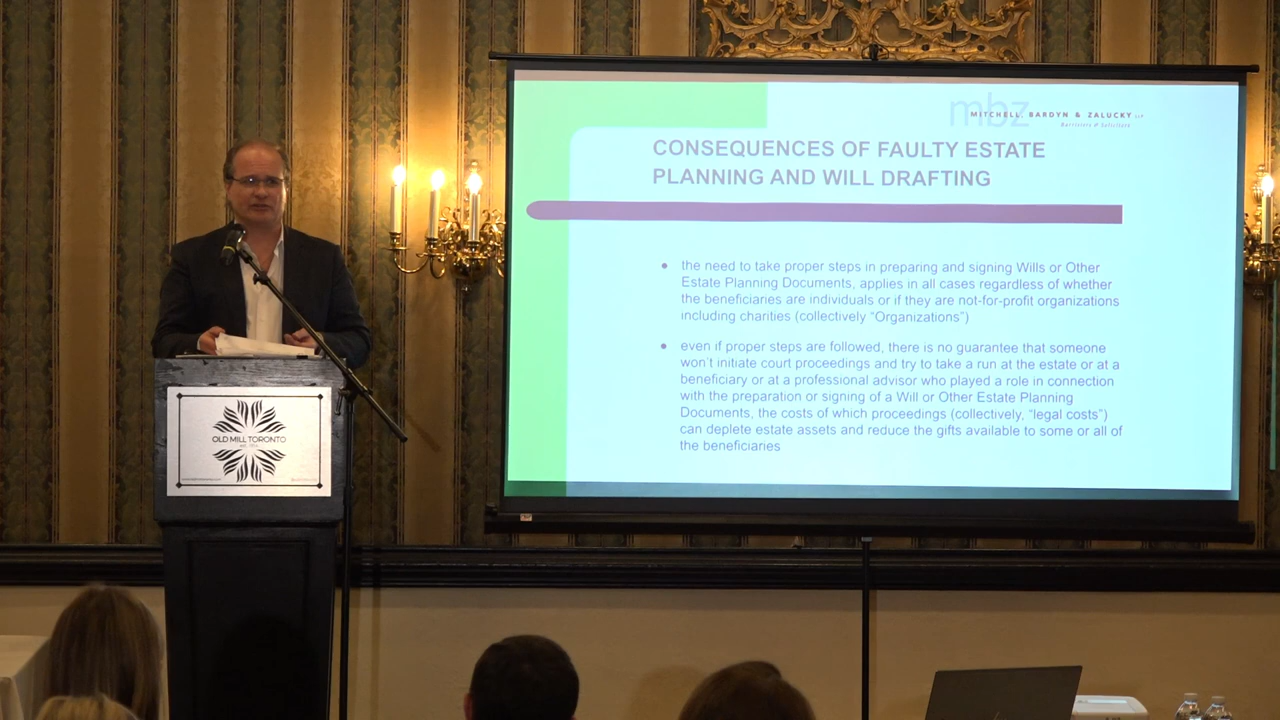 mbz
MITCHELL, BARDYN & ZALUCKY LLP
Barristers & Solicitors
CONSEQUENCES OF FAULTY ESTATE
PLANNING AND WILL DRAFTING
• the need to take proper steps in preparing and signing Wills or Other
Estate Planning Documents, applies in all cases regardless of whether
the beneficiaries are individuals or if they are not-for-profit organizations
including charities (collectively “Organizations”)
• even if proper steps are followed, there is no guarantee that someone
won’t initiate court proceedings and try to take a run at the estate or at a
beneficiary or at a professional advisor who played a role in connection
with the preparation or signing of a Will or Other Estate Planning
Documents, the costs of which proceedings (collectively, “legal costs”)
can deplete estate assets and reduce the gifts available to some or all of
the beneficiaries
OLD MILL TORONTO